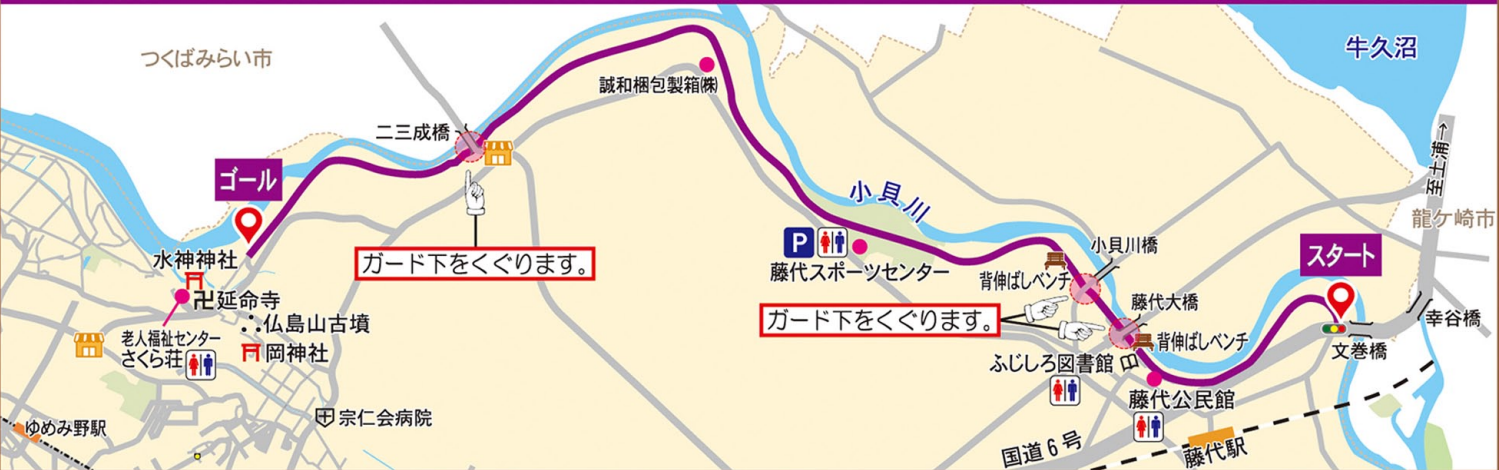 つくばみらい市
牛久沼
二三成橋
誠和梱包製箱㈱
至土浦→
ゴール
小貝川
龍ケ崎市
水神神社
ガード下をくぐります。
P
藤代スポーツセンター
背伸ばしベンチ
小貝川橋
スタート
卍延命寺
仏島山古墳
老人福祉センター
さくら荘
岡神社
ガード下をくぐります。
藤代大橋
背伸ばしベンチ
幸谷橋
文巻橋
ふじしろ図書館
藤代公民館
宗仁会病院
ゆめみ野駅
国道6号
藤代駅